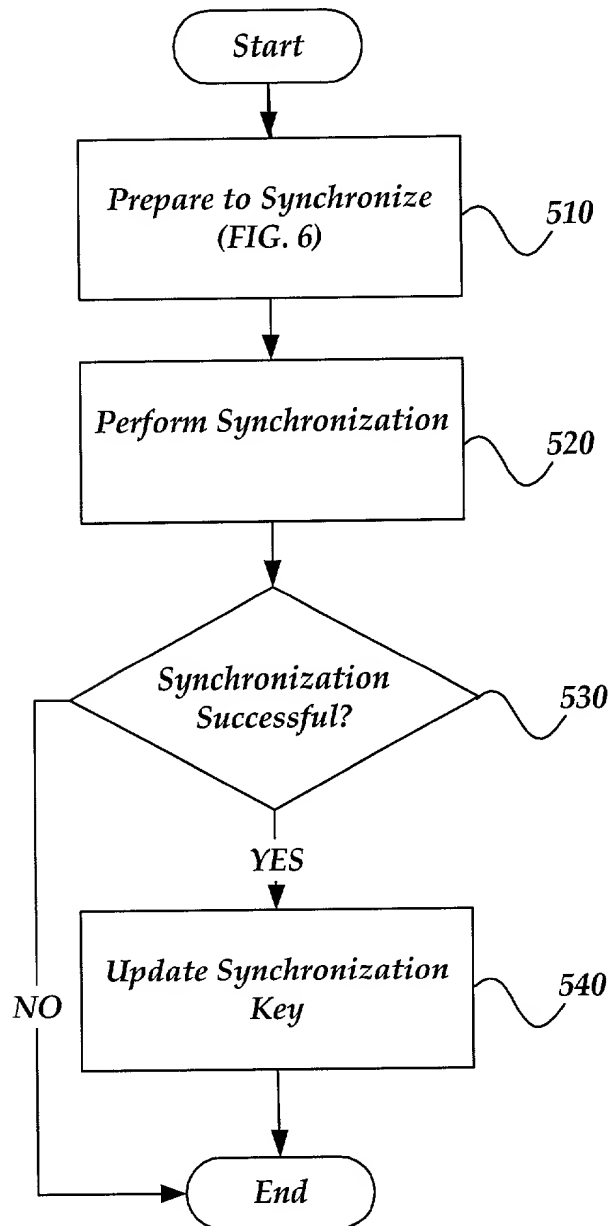 Start
Prepare to Synchronize
(FIG. 6)
510
Perform Synchronization
520
Synchronization
Successful?
530
YES
Update Synchronization
Key
540
NO
End